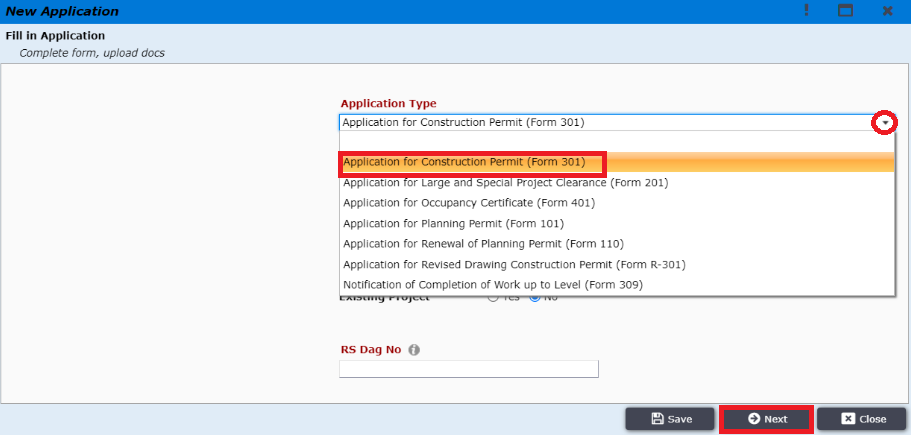 New Application
Fill in Application
Complete form, upload docs
Application Type
Application for Construction Permit (Form 301)
Application for Construction Permit (Form 301)
Application for Large and Special Project Clearance (Form 201)
Application for Occupancy Certificate (Form 401)
Application for Planning Permit (Form 101)
Application for Renewal of Planning Permit (Form 110)
Application for Revised Drawing Construction Permit (Form R-301)
Notification of Completion of Work up to Level (Form 309)
Existing Project Yes No
RS Dag No
Save Next Close